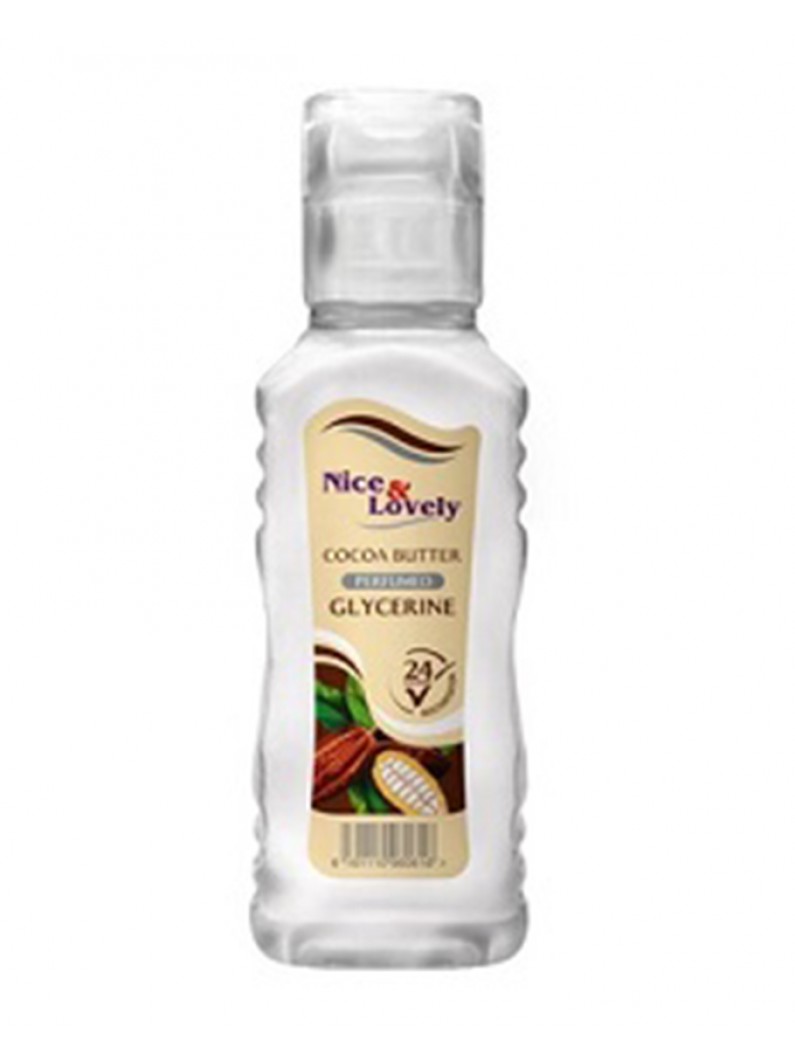 Nice &
Lovely
COCOA BUTTER
PERFUMED
GLYCERINE
24